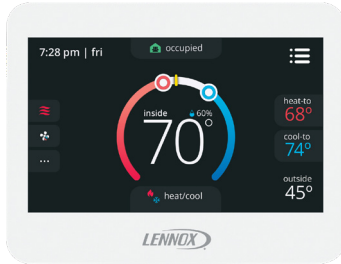 7:28 pm | fri
occupied
inside
60%
70°
heat-to
68°
cool-to
74°
outside
45°
heat/cool
LENNOX